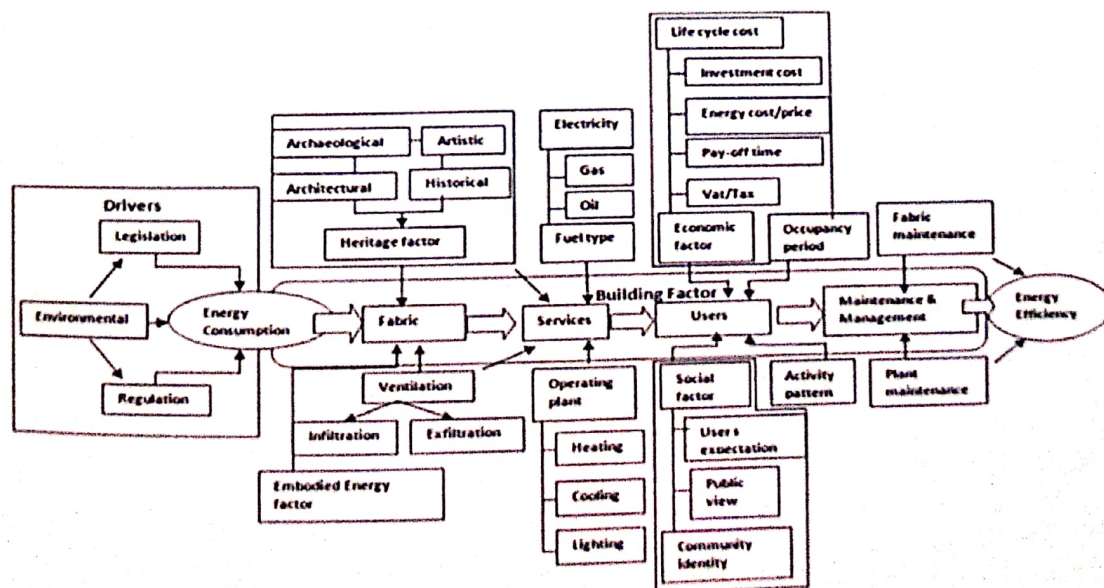 Life cycle cost
Investment cost
Energy cost/price
Pay-off time
Vat/Tax
Economic
factor
Occupancy
period
Electricity
Gas
Oil
Fuel type
Archaeological
Artistic
Architectural
Historical
Heritage factor
Fabric
maintenance
Drivers
Legislation
Environmental
Regulation
Energy
Consumption
Building Factor
Fabric
Services
Users
Maintenance &
Management
Energy
Efficiency
Ventilation
Infiltration
Exfiltration
Embodied Energy
factor
Operating
plant
Heating
Cooling
Lighting
Social
factor
Users
expectation
Public
view
Community
Identity
Activity
pattern
Plant
maintenance